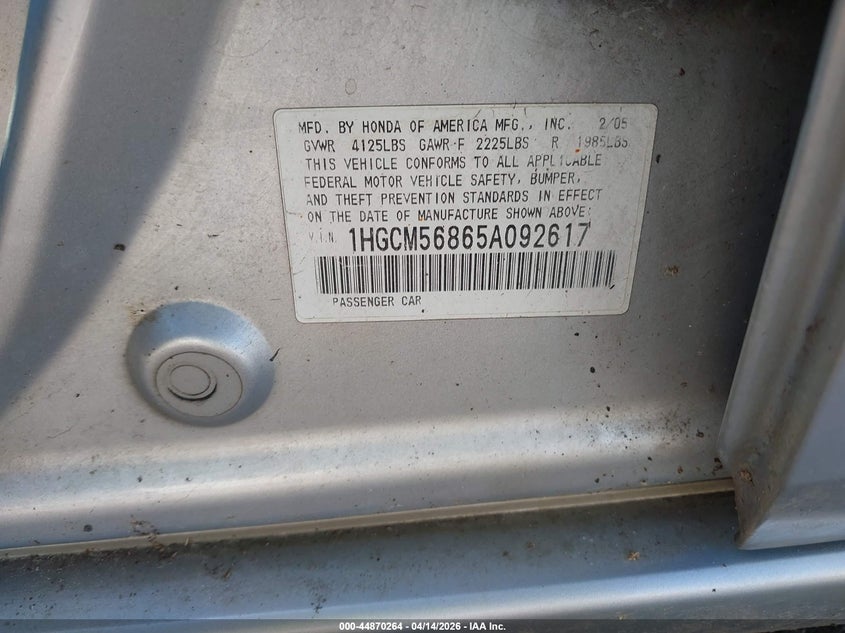 MFD. BY HONDA OF AMERICA MFG., INC. 2/05
GVWR 4125LBS GAWR F 2225LBS R 1985LBS
THIS VEHICLE CONFORMS TO ALL APPLICABLE
FEDERAL MOTOR VEHICLE SAFETY, BUMPER,
AND THEFT PREVENTION STANDARDS IN EFFECT
ON THE DATE OF MANUFACTURE SHOWN ABOVE:
V.I.N. 1HGCM56865A092617
PASSENGER CAR
000-44870264 - 04/14/2026 - IAA Inc.